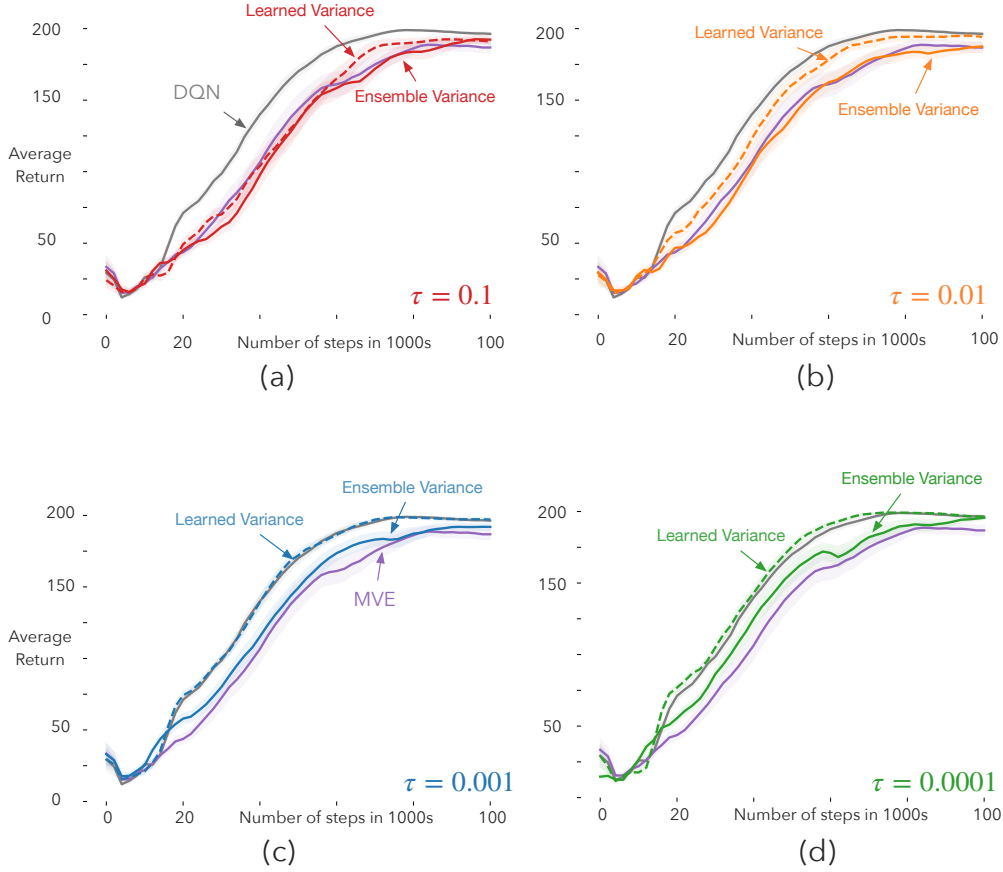 200
Learned Variance
DQN
150
Ensemble Variance
Average
Return
50
τ = 0.1
0
0
20
Number of steps in 1000s
100
(a)
200
Learned Variance
150
Ensemble Variance
50
τ = 0.01
0
0
20
Number of steps in 1000s
100
(b)
Ensemble Variance
200
Learned Variance
150
MVE
Average
Return
50
τ = 0.001
0
0
20
Number of steps in 1000s
100
(c)
Ensemble Variance
200
Learned Variance
150
50
τ = 0.0001
0
0
20
Number of steps in 1000s
100
(d)